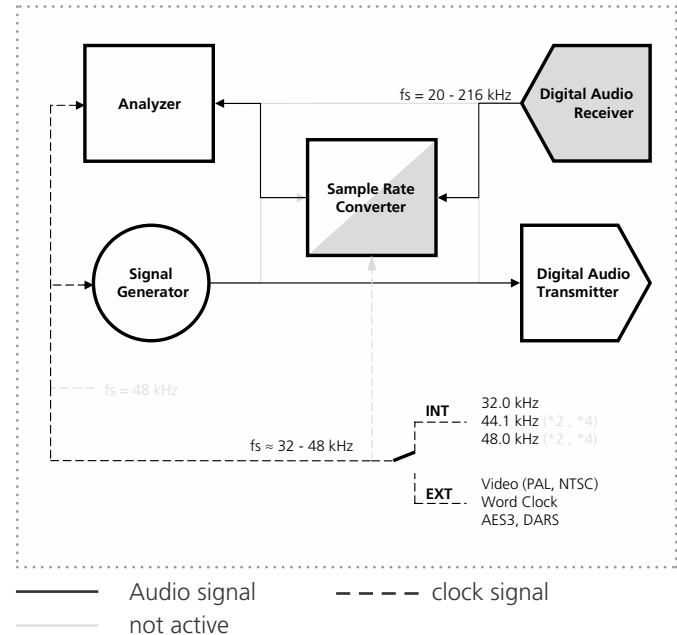 fs = 20 - 216 kHz
Analyzer
Digital Audio
Receiver
Sample Rate
Converter
Signal
Generator
Digital Audio
Transmitter
fs = 48 kHz
fs ≈ 32 - 48 kHz
INT
32.0 kHz
44.1 kHz (*2 , *4)
48.0 kHz (*2 , *4)
EXT
Video (PAL, NTSC)
Word Clock
AES3, DARS
Audio signal
clock signal
not active